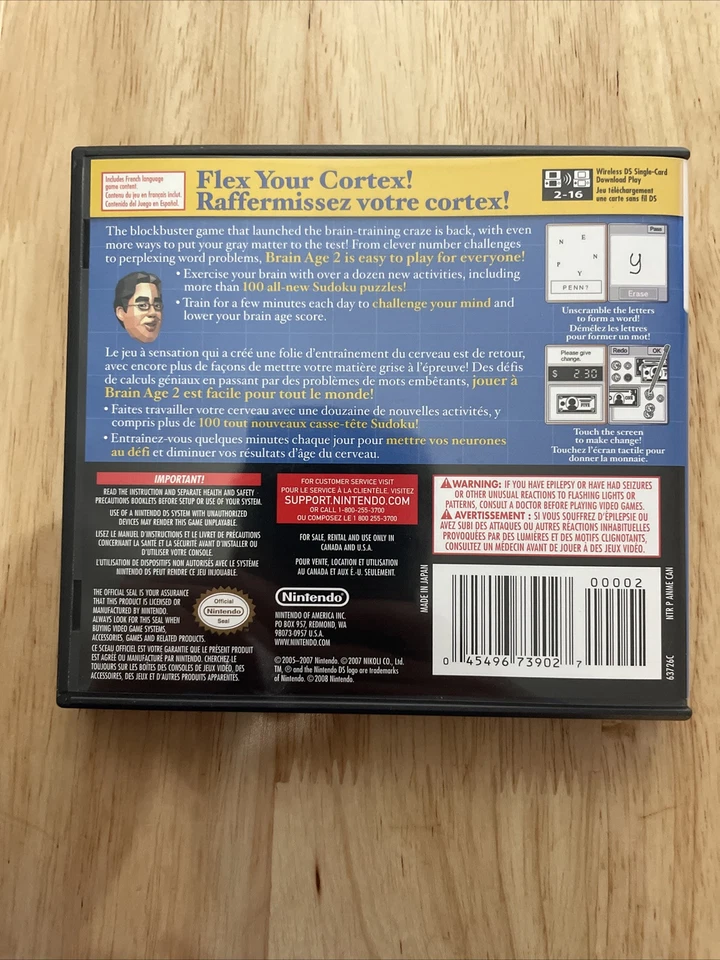 Includes French language
game content.
Contenu du jeu en français inclut.
Contenido del Juego en Español.
Flex Your Cortex!
Raffermissez votre cortex!
2-16
Wireless DS Single-Card
Download Play
Jeu téléchargement
une carte sans fil DS
The blockbuster game that launched the brain-training craze is back, with even
more ways to put your gray matter to the test! From clever number challenges
to perplexing word problems, Brain Age 2 is easy to play for everyone!
• Exercise your brain with over a dozen new activities, including
more than 100 all-new Sudoku puzzles!
• Train for a few minutes each day to challenge your mind and
lower your brain age score.
Le jeu à sensation qui a créé une folie d'entraînement du cerveau est de retour,
avec encore plus de façons de mettre votre matière grise à l'épreuve! Des défis
de calculs géniaux en passant par des problèmes de mots embêtants, jouer à
Brain Age 2 est facile pour tout le monde!
• Faites travailler votre cerveau avec une douzaine de nouvelles activités, y
compris plus de 100 tout nouveaux casse-tête Sudoku!
• Entraînez-vous quelques minutes chaque jour pour mettre vos neurones
au défi et diminuer vos résultats d'âge du cerveau.
N E
P N
Y
PENN?
Pass
y
Erase
Unscramble the letters
to form a word!
Démêlez les lettres
pour former un mot!
Please give
change.
$ 2.30
Redo
OK
Touch the screen
to make change!
Touchez l'écran tactile pour
donner la monnaie.
IMPORTANT!
READ THE INSTRUCTION AND SEPARATE HEALTH AND SAFETY
PRECAUTIONS BOOKLETS BEFORE SETUP OR USE OF YOUR SYSTEM.
USE OF A NINTENDO DS SYSTEM WITH UNAUTHORIZED
DEVICES MAY RENDER THIS GAME UNPLAYABLE.
LISEZ LE MANUEL D'INSTRUCTIONS ET LE LIVRET DE PRÉCAUTIONS
CONCERNANT LA SANTÉ ET LA SÉCURITÉ AVANT D'INSTALLER OU
D'UTILISER VOTRE CONSOLE.
L'UTILISATION DE DISPOSITIFS NON AUTORISÉS AVEC LE SYSTÈME
NINTENDO DS PEUT RENDRE CE JEU INJOUABLE.
THE OFFICIAL SEAL IS YOUR ASSURANCE
THAT THIS PRODUCT IS LICENSED OR
MANUFACTURED BY NINTENDO.
ALWAYS LOOK FOR THIS SEAL WHEN
BUYING VIDEO GAME SYSTEMS,
ACCESSORIES, GAMES AND RELATED PRODUCTS.
CE SCEAU OFFICIEL EST VOTRE GARANTIE QUE LE PRÉSENT PRODUIT
EST AGRÉÉ OU MANUFACTURÉ PAR NINTENDO. CHERCHEZ-LE
TOUJOURS SUR LES BOÎTES DES CONSOLES DE JEUX VIDÉO, DES
ACCESSOIRES, DES JEUX ET D'AUTRES PRODUITS APPARENTÉS.
Official
Nintendo
Seal
FOR CUSTOMER SERVICE VISIT
POUR LE SERVICE À LA CLIENTÈLE, VISITEZ
SUPPORT.NINTENDO.COM
OR CALL 1-800-255-3700
OU COMPOSEZ LE 1 800 255-3700
FOR SALE, RENTAL AND USE ONLY IN
CANADA AND U.S.A.
POUR VENTE, LOCATION ET UTILISATION
AU CANADA ET AUX É.-U. SEULEMENT.
Nintendo®
NINTENDO OF AMERICA INC.
PO BOX 957, REDMOND, WA
98073-0957 U.S.A.
WWW.NINTENDO.COM
© 2005–2007 Nintendo. © 2007 NIKOLI CO., Ltd.
TM, ® and the Nintendo DS logo are trademarks
of Nintendo. © 2008 Nintendo.
WARNING: IF YOU HAVE EPILEPSY OR HAVE HAD SEIZURES
OR OTHER UNUSUAL REACTIONS TO FLASHING LIGHTS OR
PATTERNS, CONSULT A DOCTOR BEFORE PLAYING VIDEO GAMES.
AVERTISSEMENT : SI VOUS SOUFFREZ D'ÉPILEPSIE OU
AVEZ SUBI DES ATTAQUES OU AUTRES RÉACTIONS INHABITUELLES
PROVOQUÉES PAR DES LUMIÈRES ET DES MOTIFS CLIGNOTANTS,
CONSULTEZ UN MÉDECIN AVANT DE JOUER À DES JEUX VIDÉO.
MADE IN JAPAN
00002
0 45496 73902 7
NTR P ANME CAN
63726C